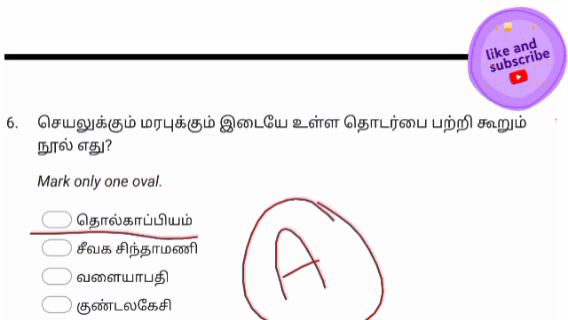 like and
subscribe
6. செயலுக்கும் மரபுக்கும் இடையே உள்ள தொடர்பை பற்றி கூறும்
நூல் எது?
Mark only one oval.
தொல்காப்பியம்
சீவக சிந்தாமணி
வளையாபதி
குண்டலகேசி
A